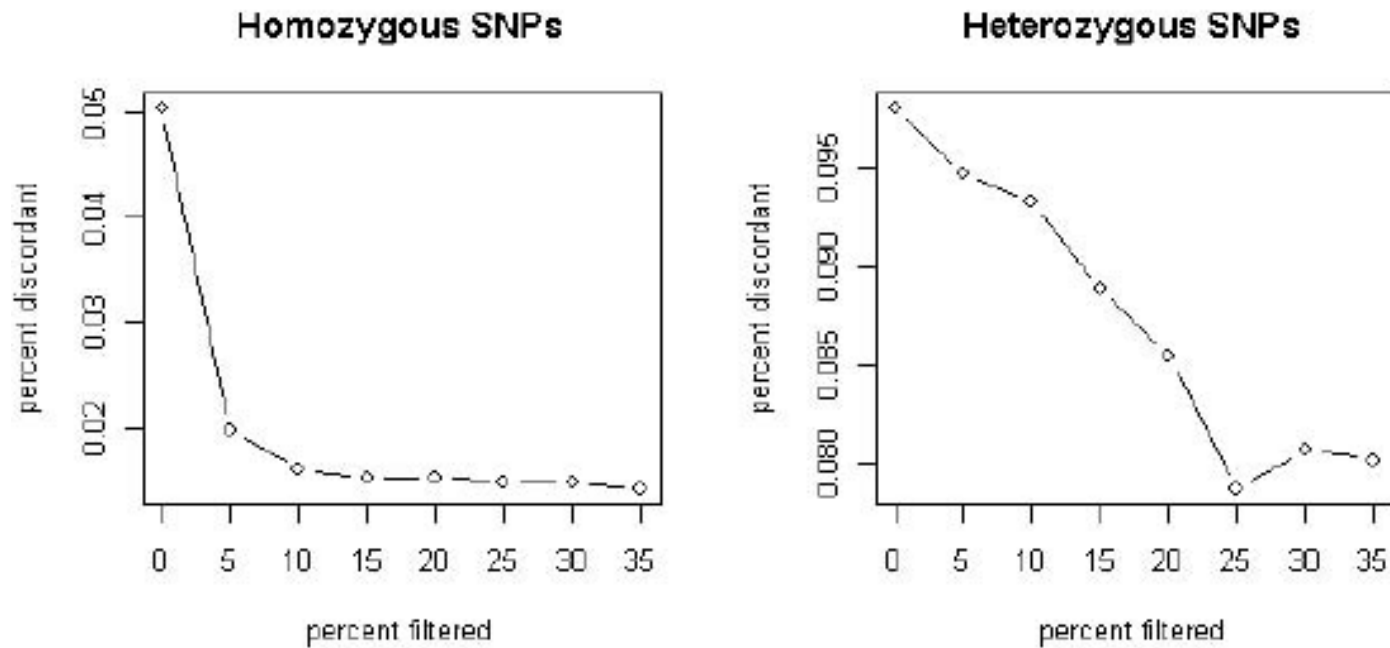 Homozygous SNPs
percent discordant
0.05
0.04
0.03
0.02
0 5 10 15 20 25 30 35
percent filtered
Heterozygous SNPs
percent discordant
0.095
0.090
0.085
0.080
0 5 10 15 20 25 30 35
percent filtered